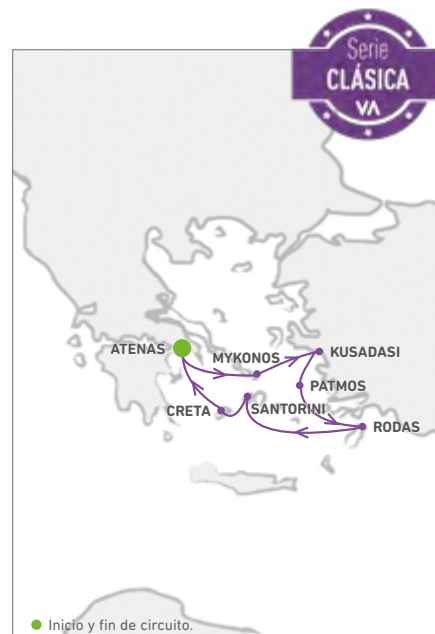 Serie
CLÁSICA
VA
ATENAS
MYKONOS
KUSADASI
PATMOS
CRETA
SANTORINI
RODAS
Inicio y fin de circuito.